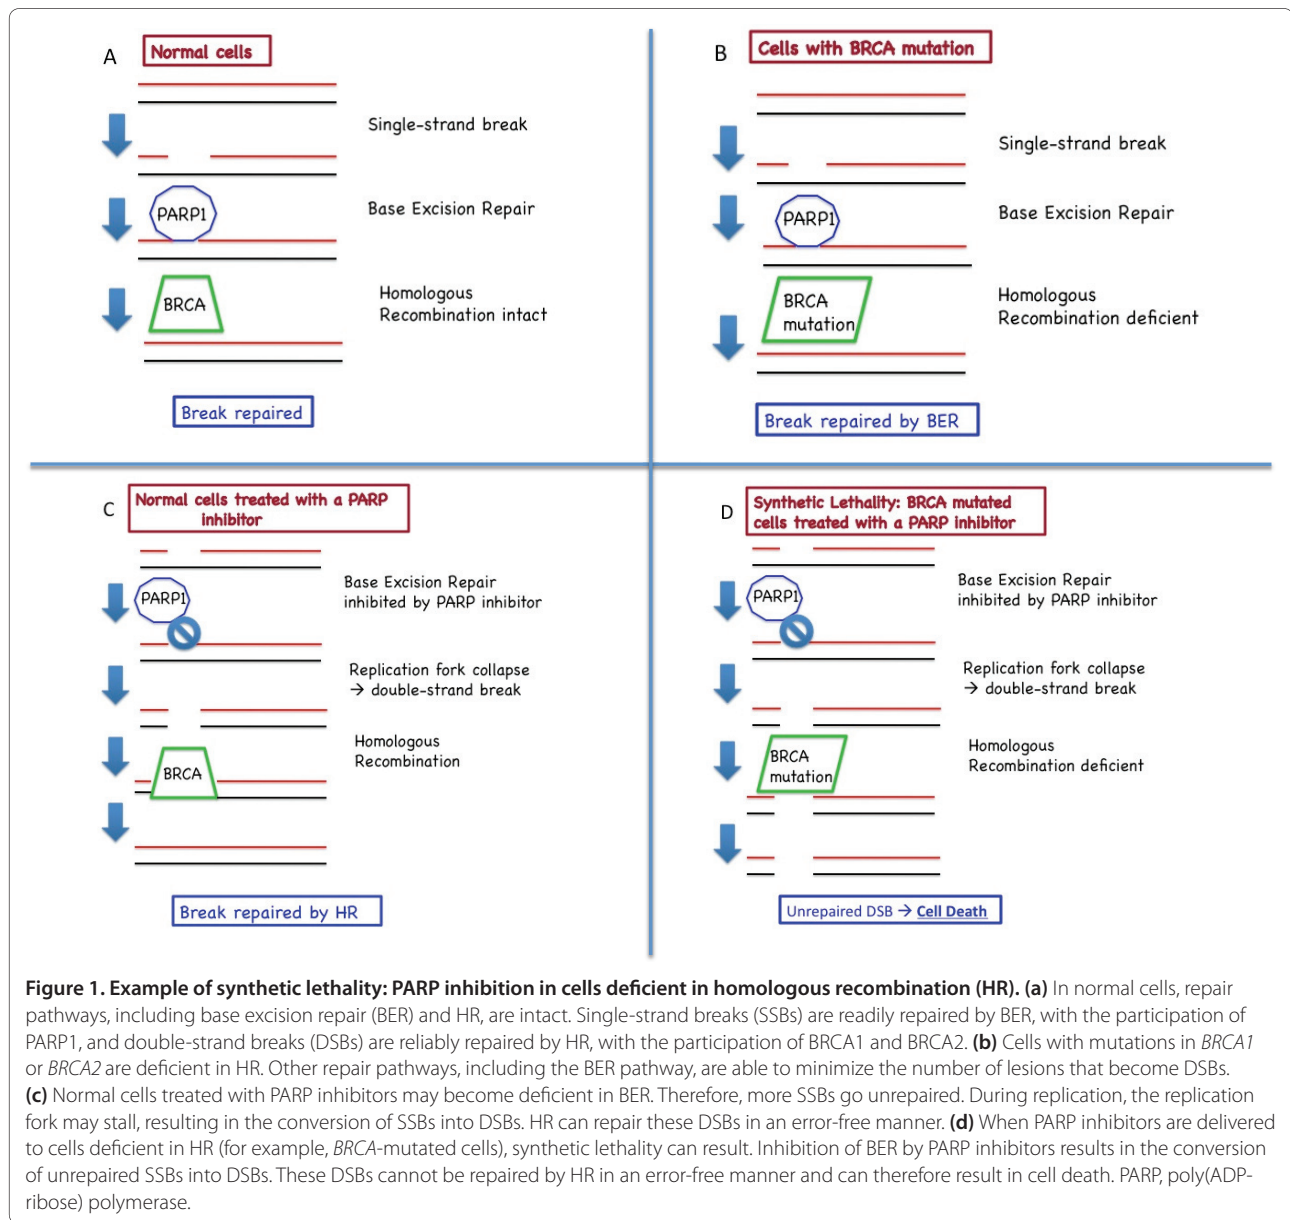 A
Normal cells
Single-strand break
Base Excision Repair
PARP1
Homologous
Recombination intact
BRCA
Break repaired
B
Cells with BRCA mutation
Single-strand break
Base Excision Repair
PARP1
Homologous
Recombination deficient
BRCA
mutation
Break repaired by BER
C
Normal cells treated with a PARP
inhibitor
Base Excision Repair
inhibited by PARP inhibitor
PARP1
Replication fork collapse
→ double-strand break
Homologous
Recombination
BRCA
Break repaired by HR
D
Synthetic Lethality: BRCA mutated
cells treated with a PARP inhibitor
Base Excision Repair
inhibited by PARP inhibitor
PARP1
Replication fork collapse
→ double-strand break
Homologous
Recombination deficient
BRCA
mutation
Unrepaired DSB → Cell Death
Figure 1. Example of synthetic lethality: PARP inhibition in cells deficient in homologous recombination (HR). (a) In normal cells, repair
pathways, including base excision repair (BER) and HR, are intact. Single-strand breaks (SSBs) are readily repaired by BER, with the participation of
PARP1, and double-strand breaks (DSBs) are reliably repaired by HR, with the participation of BRCA1 and BRCA2. (b) Cells with mutations in BRCA1
or BRCA2 are deficient in HR. Other repair pathways, including the BER pathway, are able to minimize the number of lesions that become DSBs.
(c) Normal cells treated with PARP inhibitors may become deficient in BER. Therefore, more SSBs go unrepaired. During replication, the replication
fork may stall, resulting in the conversion of SSBs into DSBs. HR can repair these DSBs in an error-free manner. (d) When PARP inhibitors are delivered
to cells deficient in HR (for example, BRCA-mutated cells), synthetic lethality can result. Inhibition of BER by PARP inhibitors results in the conversion
of unrepaired SSBs into DSBs. These DSBs cannot be repaired by HR in an error-free manner and can therefore result in cell death. PARP, poly(ADP-
ribose) polymerase.